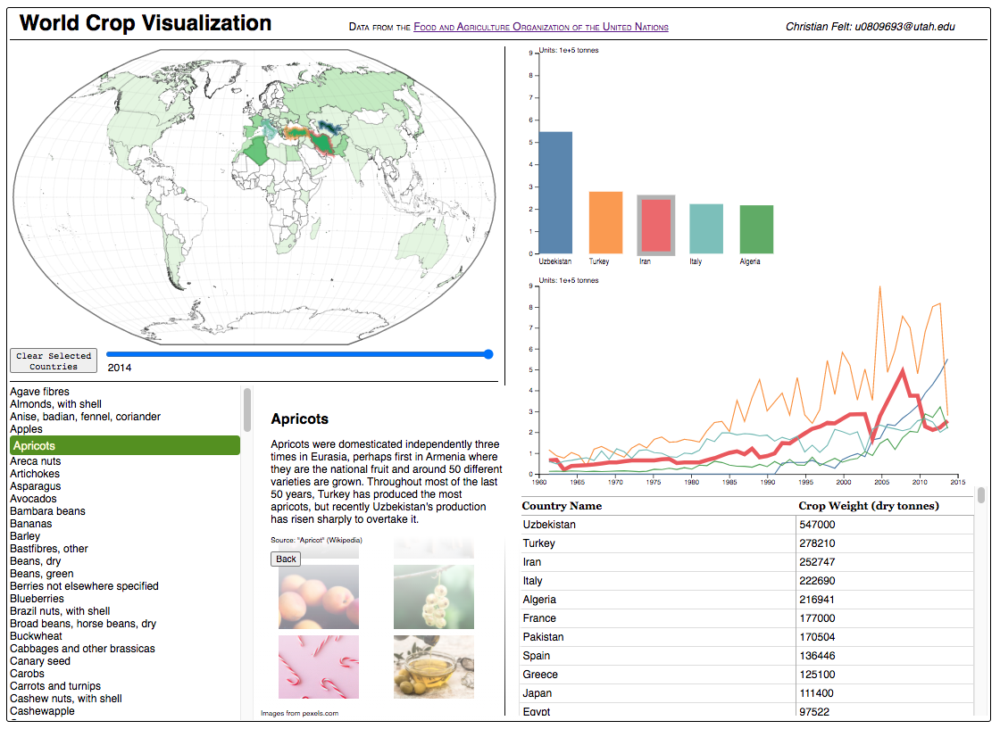 World Crop Visualization
Data from the Food and Agriculture Organization of the United Nations
Christian Felt: u0809693@utah.edu
Clear Selected
Countries
2014
Agave fibres
Almonds, with shell
Anise, badian, fennel, coriander
Apples
Apricots
Areca nuts
Artichokes
Asparagus
Avocados
Bambara beans
Bananas
Barley
Bastfibres, other
Beans, dry
Beans, green
Berries not elsewhere specified
Blueberries
Brazil nuts, with shell
Broad beans, horse beans, dry
Buckwheat
Cabbages and other brassicas
Canary seed
Carobs
Carrots and turnips
Cashew nuts, with shell
Cashewapple
Apricots
Apricots were domesticated independently three
times in Eurasia, perhaps first in Armenia where
they are the national fruit and around 50 different
varieties are grown. Throughout most of the last
50 years, Turkey has produced the most
apricots, but recently Uzbekistan's production
has risen sharply to overtake it.
Source: "Apricot" (Wikipedia)
Back
Images from pexels.com
Units: 1e+5 tonnes
9
8
7
6
5
4
3
2
1
0
Uzbekistan Turkey Iran Italy Algeria
Units: 1e+5 tonnes
9
8
7
6
5
4
3
2
1
0
1960 1965 1970 1975 1980 1985 1990 1995 2000 2005 2010 2015
Country Name Crop Weight (dry tonnes)
Uzbekistan 547000
Turkey 278210
Iran 252747
Italy 222690
Algeria 216941
France 177000
Pakistan 170504
Spain 136446
Greece 125100
Japan 111400
Egypt 97522